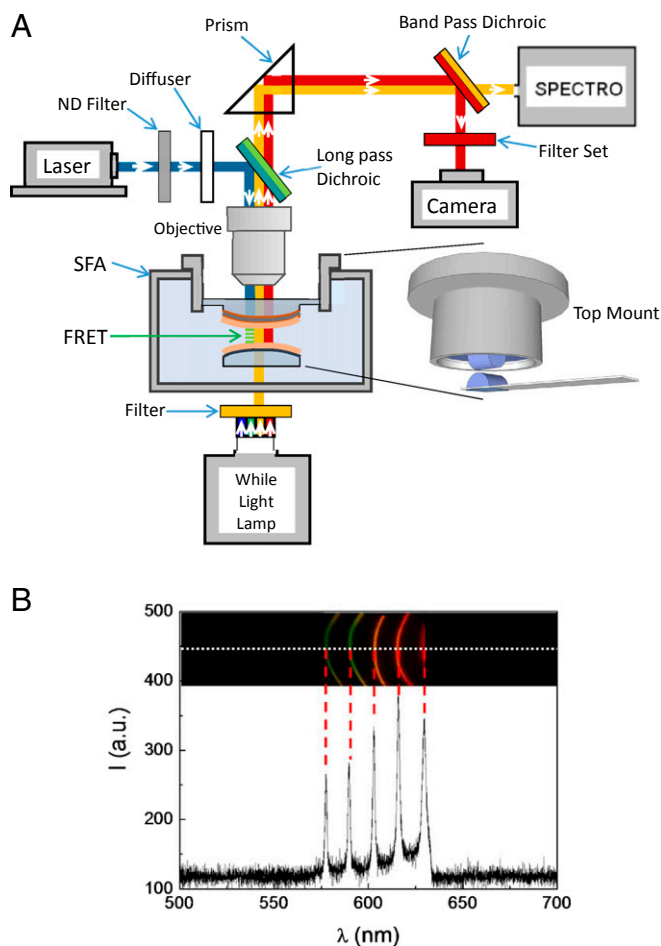 A
Prism
Band Pass Dichroic
Diffuser
ND Filter
SPECTRO
Laser
Long pass
Dichroic
Filter Set
Camera
Objective
SFA
Top Mount
FRET
Filter
While
Light
Lamp
B
500
400
300
200
100
I (a.u.)
500 550 600 650 700
λ (nm)